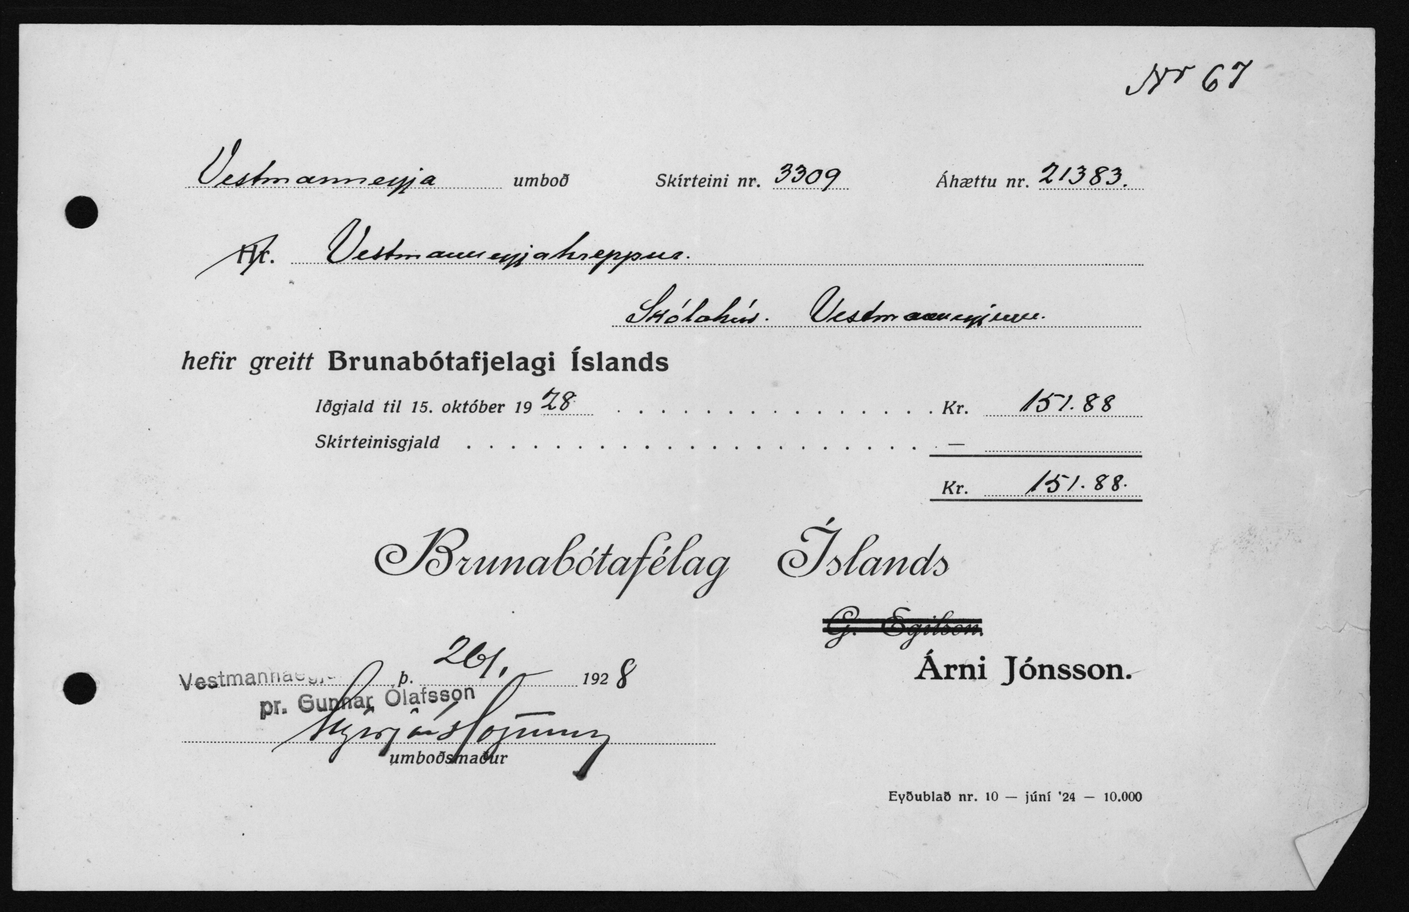 Nr 67
Vestmanneyja umboð Skírteini nr. 3309 Áhættu nr. 21383.
Hr. Vestmanneyjahreppur.
Skólahús. Vestmanneyjum.
hefir greitt Brunabótafjelagi Íslands
Iðgjald til 15. október 1928 Kr. 151.88
Skírteinisgjald —
Kr. 151.88.
Brunabótafélag Íslands
G. Egilson.
Árni Jónsson.
þ. 26/1. 1928
pr. Gunnar Ólafsson
umboðsmaður
Eyðublað nr. 10 — júní '24 — 10.000